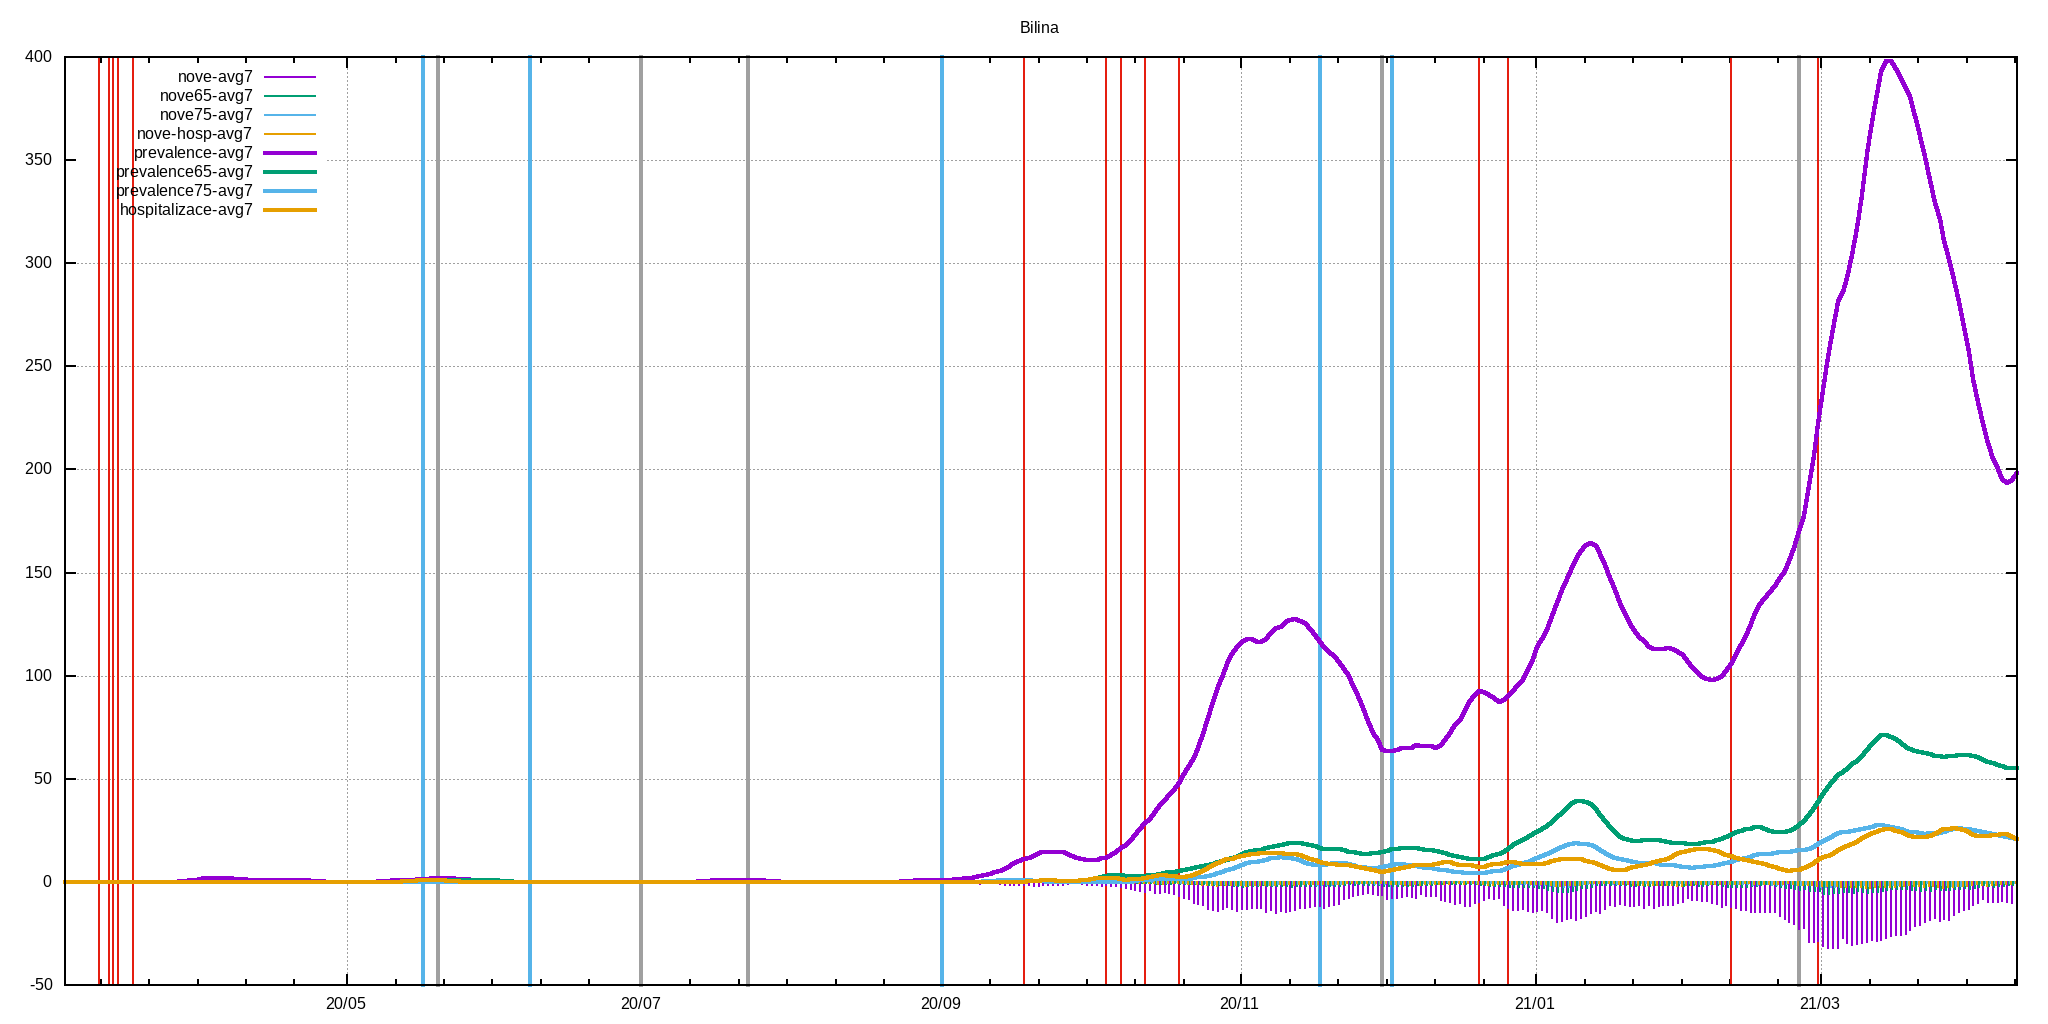 Bilina
400
350
300
250
200
150
100
50
0
-50
nove-avg7
nove65-avg7
nove75-avg7
nove-hosp-avg7
prevalence-avg7
prevalence65-avg7
prevalence75-avg7
hospitalizace-avg7
20/05
20/07
20/09
20/11
21/01
21/03